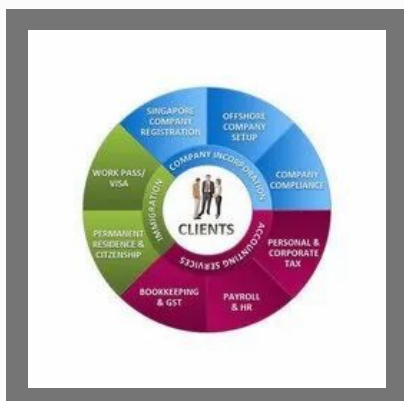 SINGAPORE
COMPANY
REGISTRATION
OFFSHORE
COMPANY
SETUP
COMPANY
COMPLIANCE
PERSONAL &
CORPORATE
TAX
PAYROLL
& HR
BOOKKEEPING
& GST
PERMANENT
RESIDENCE &
CITZENSHIP
WORK PASS/
VISA
COMPANY INCORPORATION
ACCOUNTING SERVICES
IMMIGRATION
CLIENTS